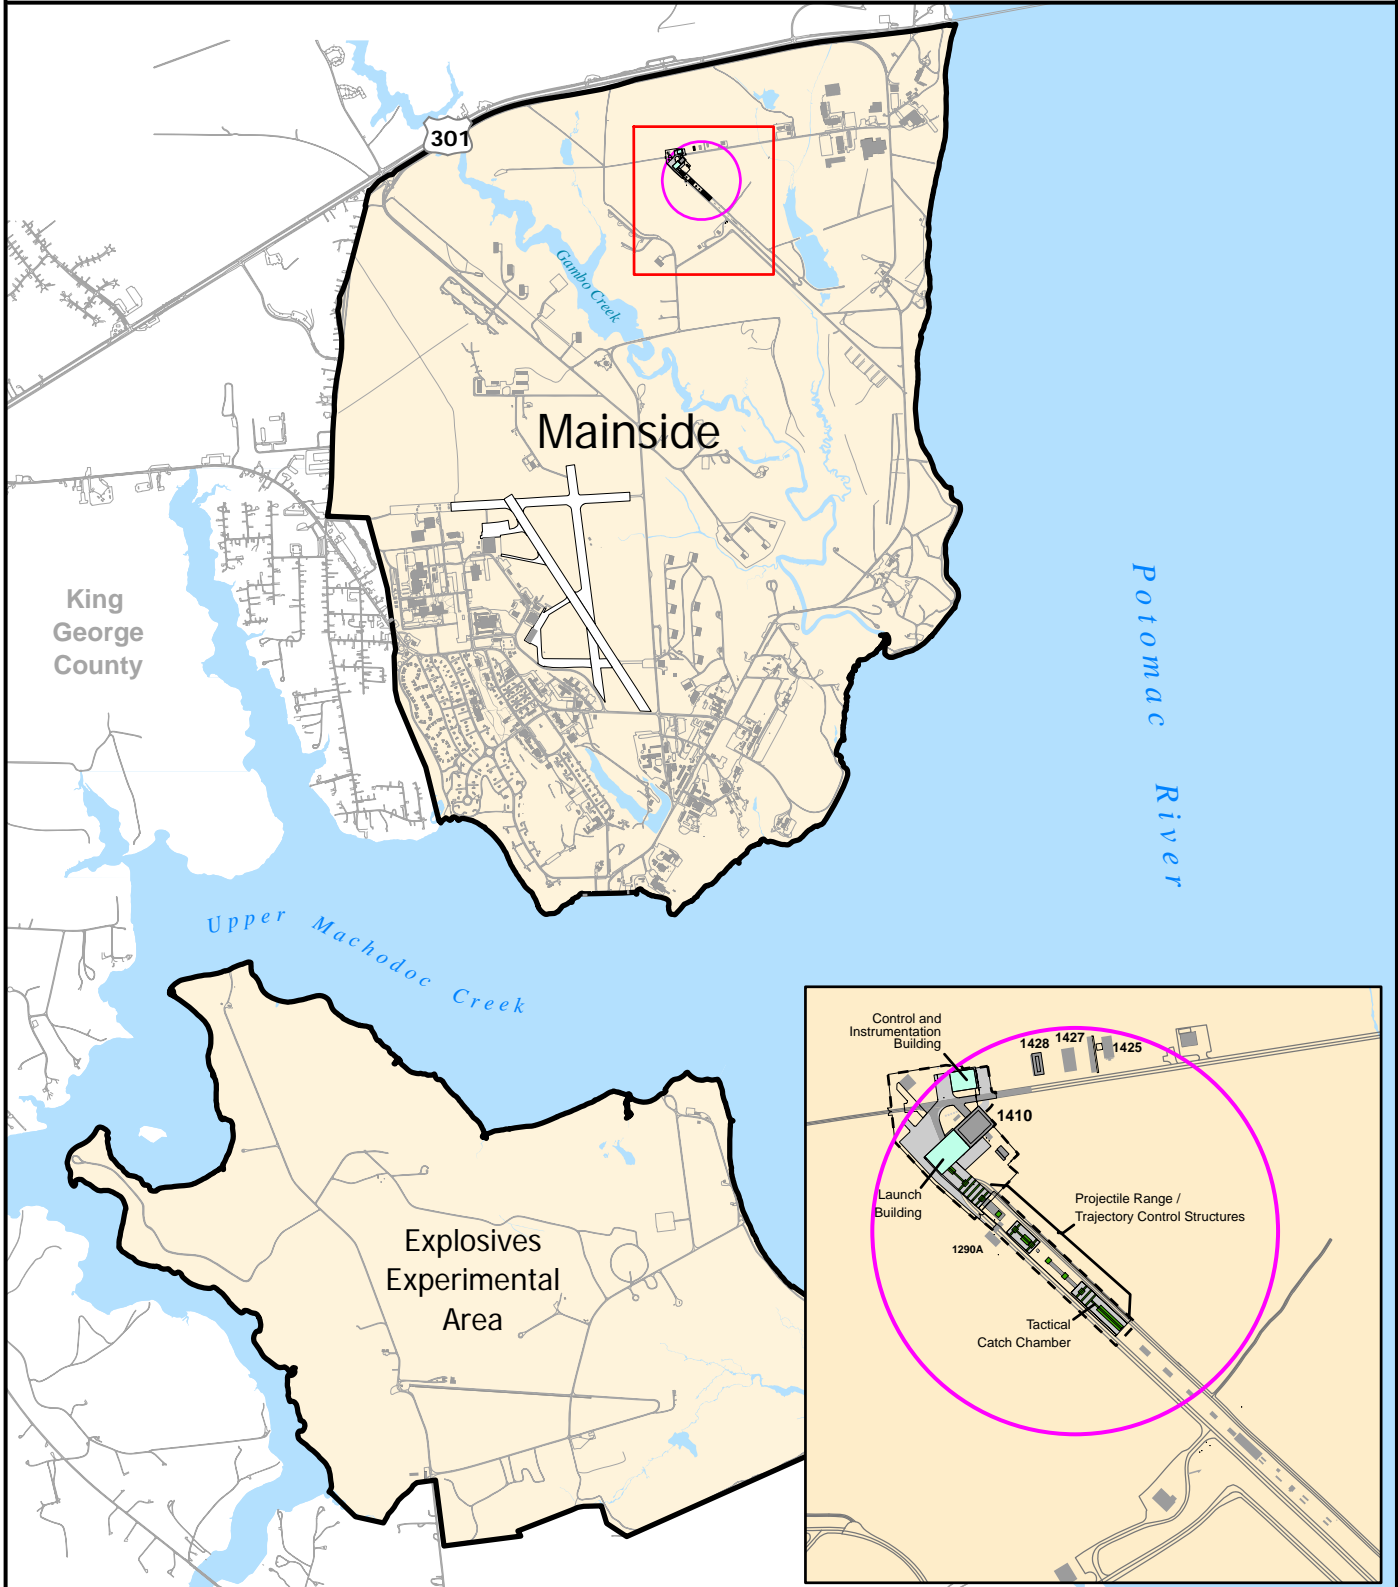 301
Gambo Creek
Mainside
King
George
County
Potomac River
Upper Machodoc Creek
Explosives
Experimental
Area
Control and
Instrumentation
Building
1428
1427
1425
1410
Launch
Building
Projectile Range /
Trajectory Control Structures
1290A
Tactical
Catch Chamber